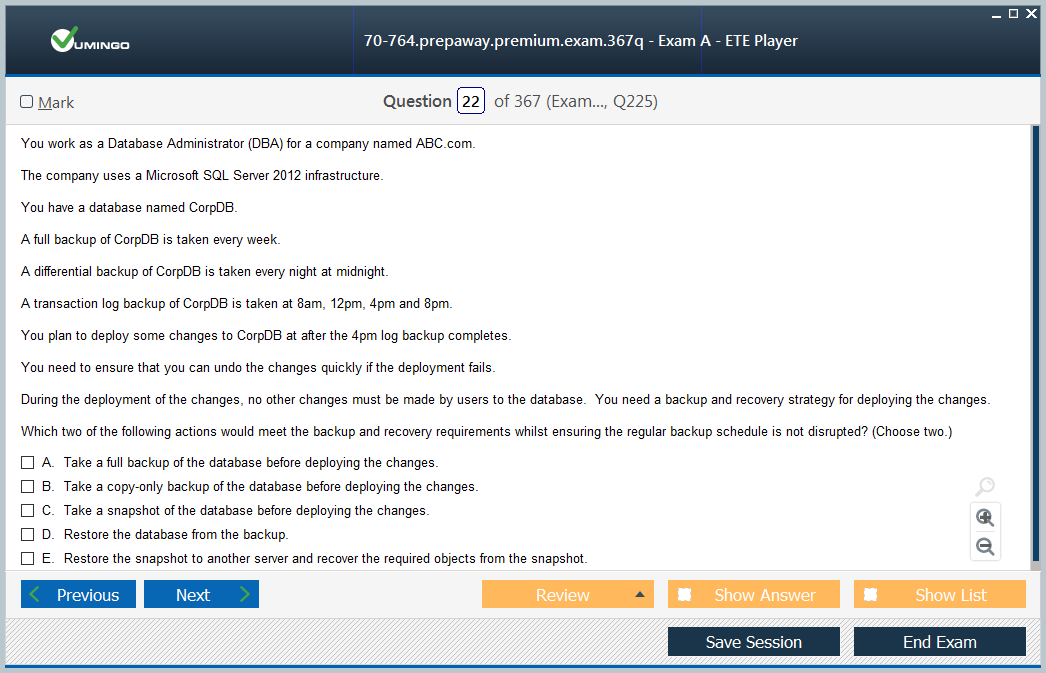 VUMINGO
70-764.prepaway.premium.exam.367q - Exam A - ETE Player
Mark
Question 22 of 367 (Exam..., Q225)
You work as a Database Administrator (DBA) for a company named ABC.com.
The company uses a Microsoft SQL Server 2012 infrastructure.
You have a database named CorpDB.
A full backup of CorpDB is taken every week.
A differential backup of CorpDB is taken every night at midnight.
A transaction log backup of CorpDB is taken at 8am, 12pm, 4pm and 8pm.
You plan to deploy some changes to CorpDB at after the 4pm log backup completes.
You need to ensure that you can undo the changes quickly if the deployment fails.
During the deployment of the changes, no other changes must be made by users to the database.  You need a backup and recovery strategy for deploying the changes.
Which two of the following actions would meet the backup and recovery requirements whilst ensuring the regular backup schedule is not disrupted? (Choose two.)
A. Take a full backup of the database before deploying the changes.
B. Take a copy-only backup of the database before deploying the changes.
C. Take a snapshot of the database before deploying the changes.
D. Restore the database from the backup.
E. Restore the snapshot to another server and recover the required objects from the snapshot.
Previous Next Review Show Answer Show List
Save Session End Exam